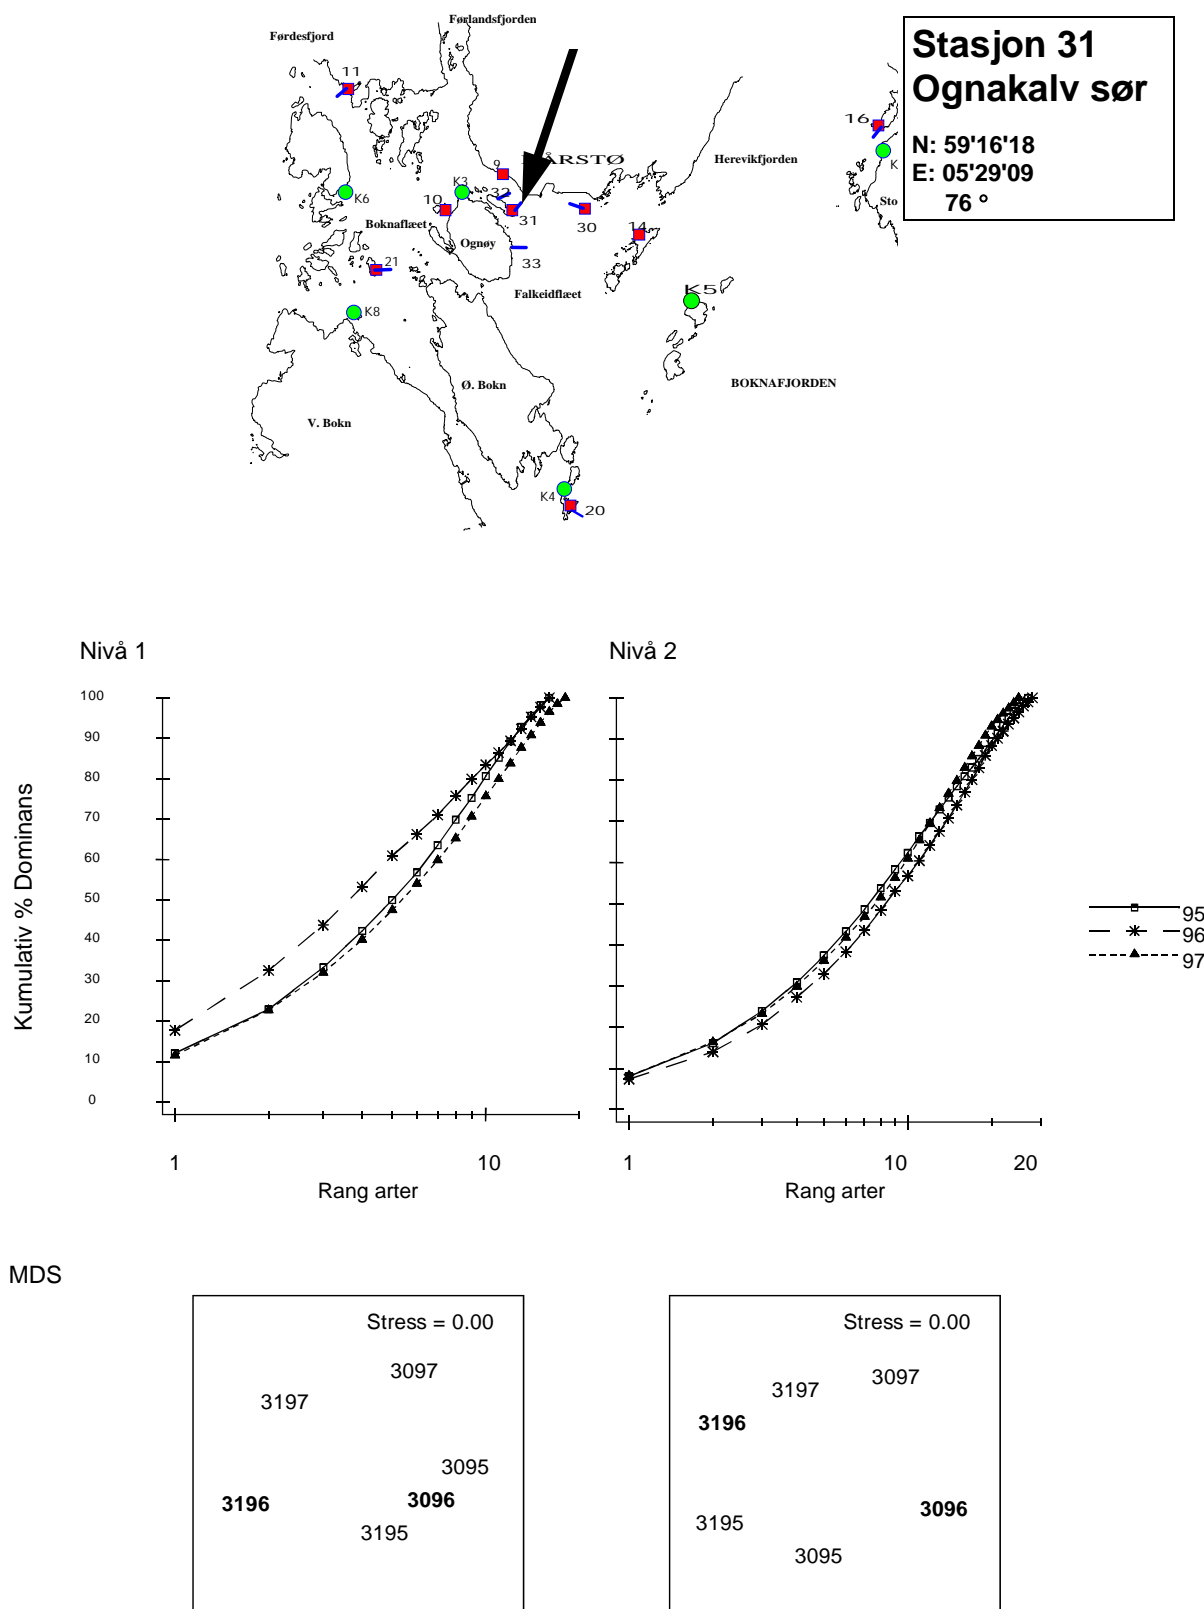 Førlandsfjorden
Førdesfjord
Stasjon 31
Ognakalv sør
N: 59'16'18
E: 05'29'09
76 °
11
16
K
Sto
9
ÅRSTØ
Herevikfjorden
K6
K3
32
10
31
30
14
Boknaflæet
Ognøy
33
21
Falkeidflæet
K5
K8
Ø. Bokn
BOKNAFJORDEN
V. Bokn
K4
20
Nivå 1
Nivå 2
Kumulativ % Dominans
100
90
80
70
60
50
40
30
20
10
0
95
96
97
1
10
Rang arter
1
10
20
Rang arter
MDS
Stress = 0.00
3097
3197
3095
3196
3096
3195
Stress = 0.00
3097
3197
3196
3096
3195
3095